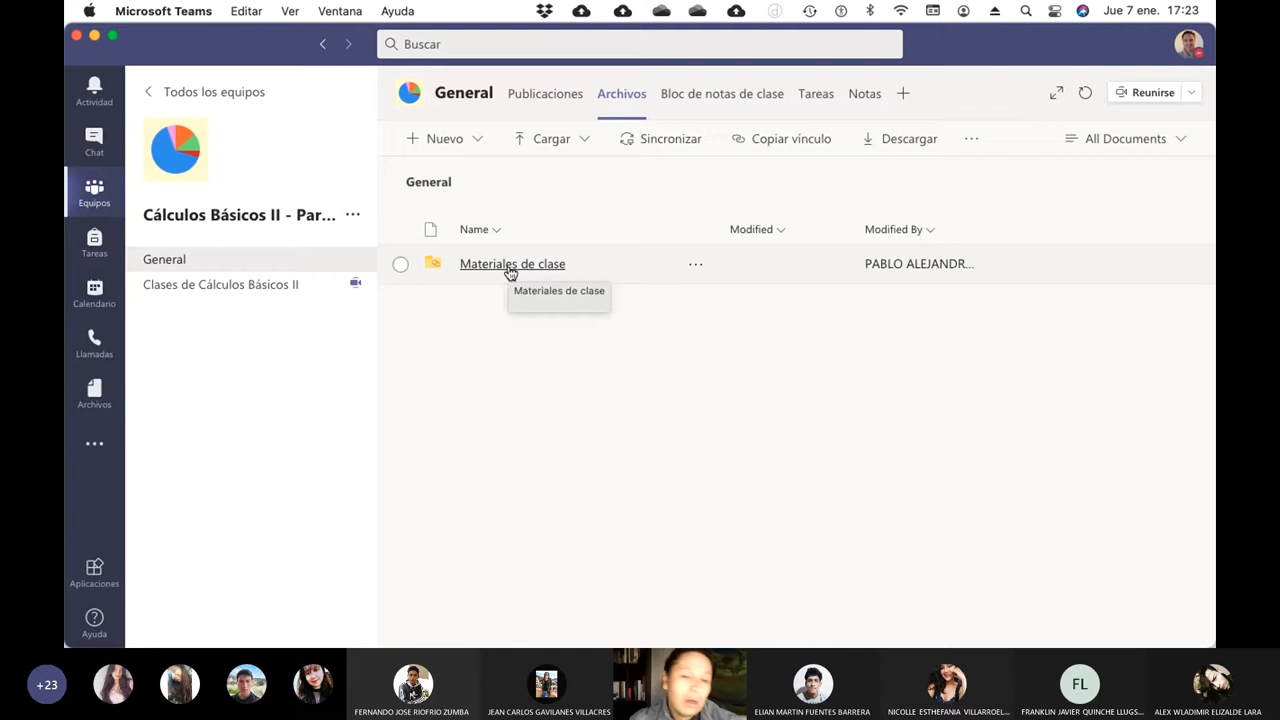 Microsoft Teams Editar Ver Ventana Ayuda Jue 7 ene. 17:23
Buscar
Actividad
Chat
Equipos
Tareas
Calendario
Llamadas
Archivos
Aplicaciones
Ayuda
Todos los equipos
Cálculos Básicos II - Par... ...
General
Clases de Cálculos Básicos II
General Publicaciones Archivos Bloc de notas de clase Tareas Notas Reunirse
Nuevo Cargar Sincronizar Copiar vínculo Descargar ... All Documents
General
Name Modified Modified By
Materiales de clase ... PABLO ALEJANDR...
Materiales de clase
+23 FL
FERNANDO JOSE RIOFRIO ZUMBA JEAN CARLOS GAVILANES VILLACRES ELIAN MARTIN FUENTES BARRERA NICOLLE ESTHEFANIA VILLARROEL... FRANKLIN JAVIER QUINCHE LLUGS... ALEX WLADIMIR ELIZALDE LARA